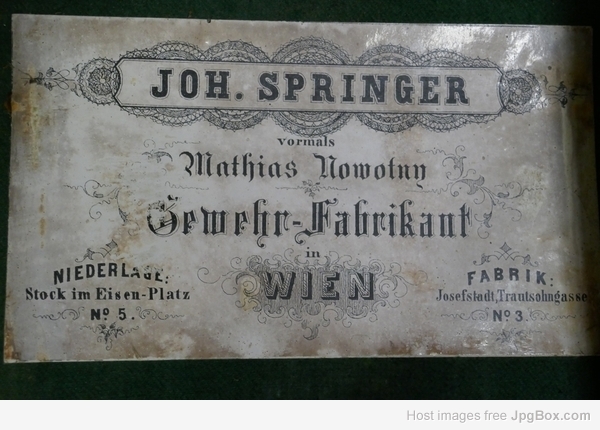 JOH. SPRINGER
vormals
Mathias Nowotny
Gewehr-Fabrikant
in
WIEN
NIEDERLAGE:
Stock im Eisen-Platz
No 5.
FABRIK:
Josefstadt, Trautsohngasse
No 3.
Host images free JpgBox.com